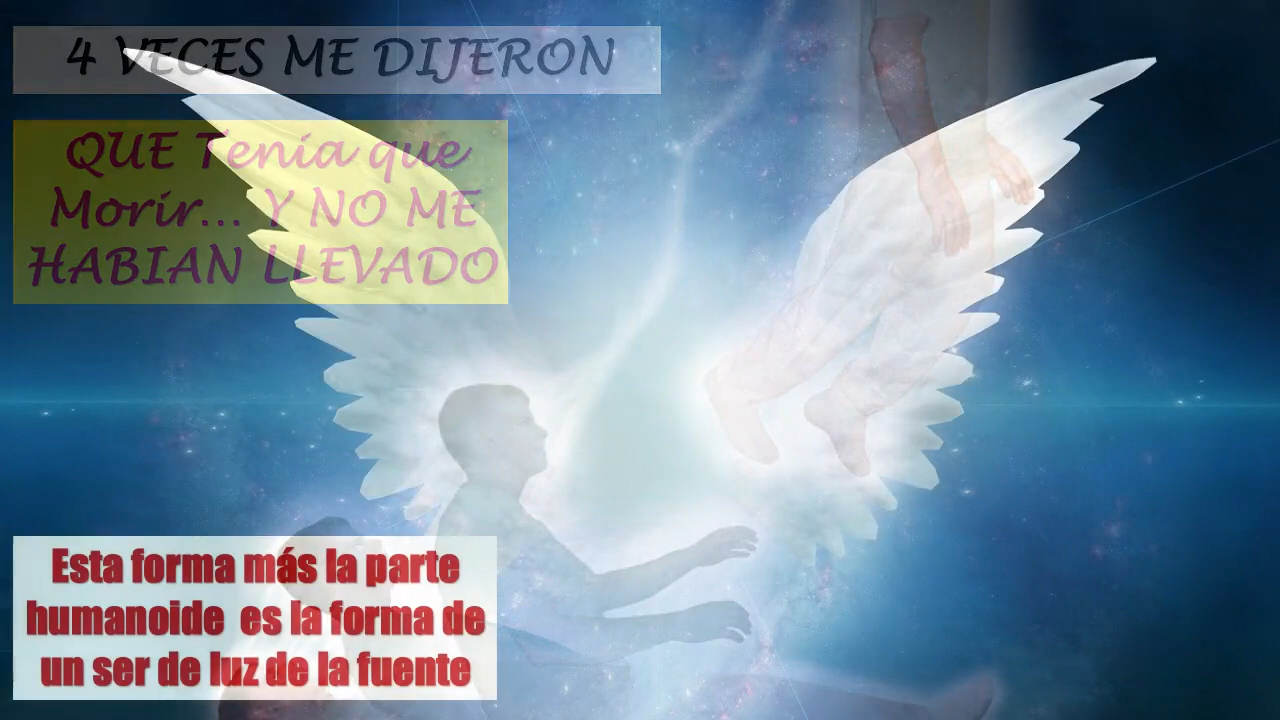 4 VECES ME DIJERON
QUE Tenia que
Morir... Y NO ME
HABIAN LLEVADO
Esta forma más la parte
humanoide es la forma de
un ser de luz de la fuente